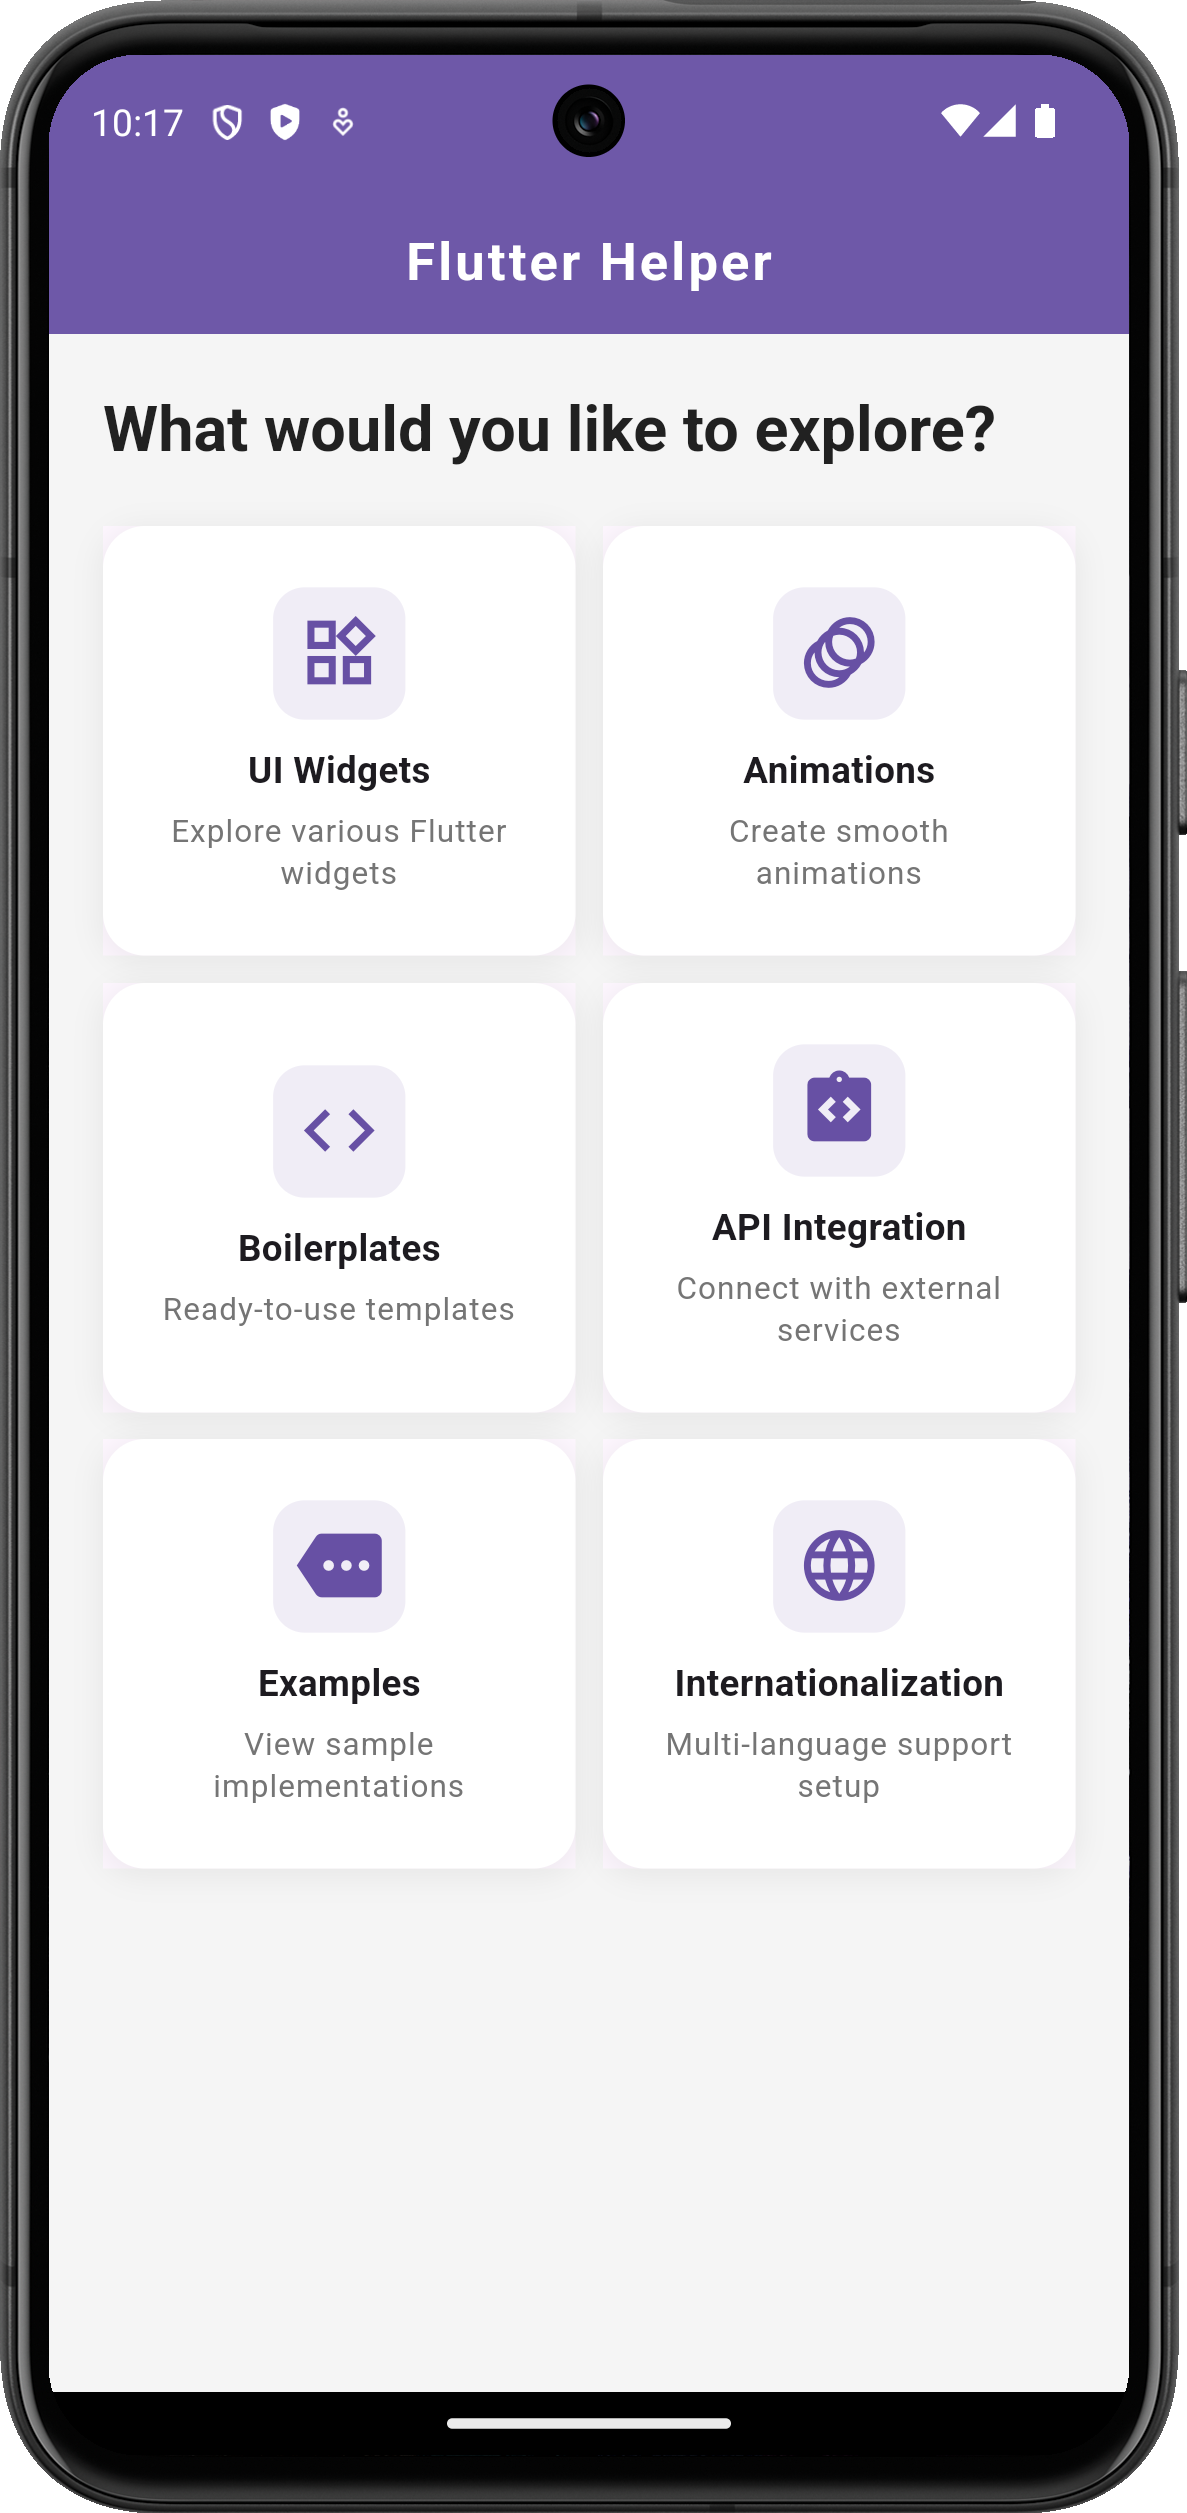 10:17
Flutter Helper
What would you like to explore?
UI Widgets
Explore various Flutter
widgets
Animations
Create smooth
animations
Boilerplates
Ready-to-use templates
API Integration
Connect with external
services
Examples
View sample
implementations
Internationalization
Multi-language support
setup